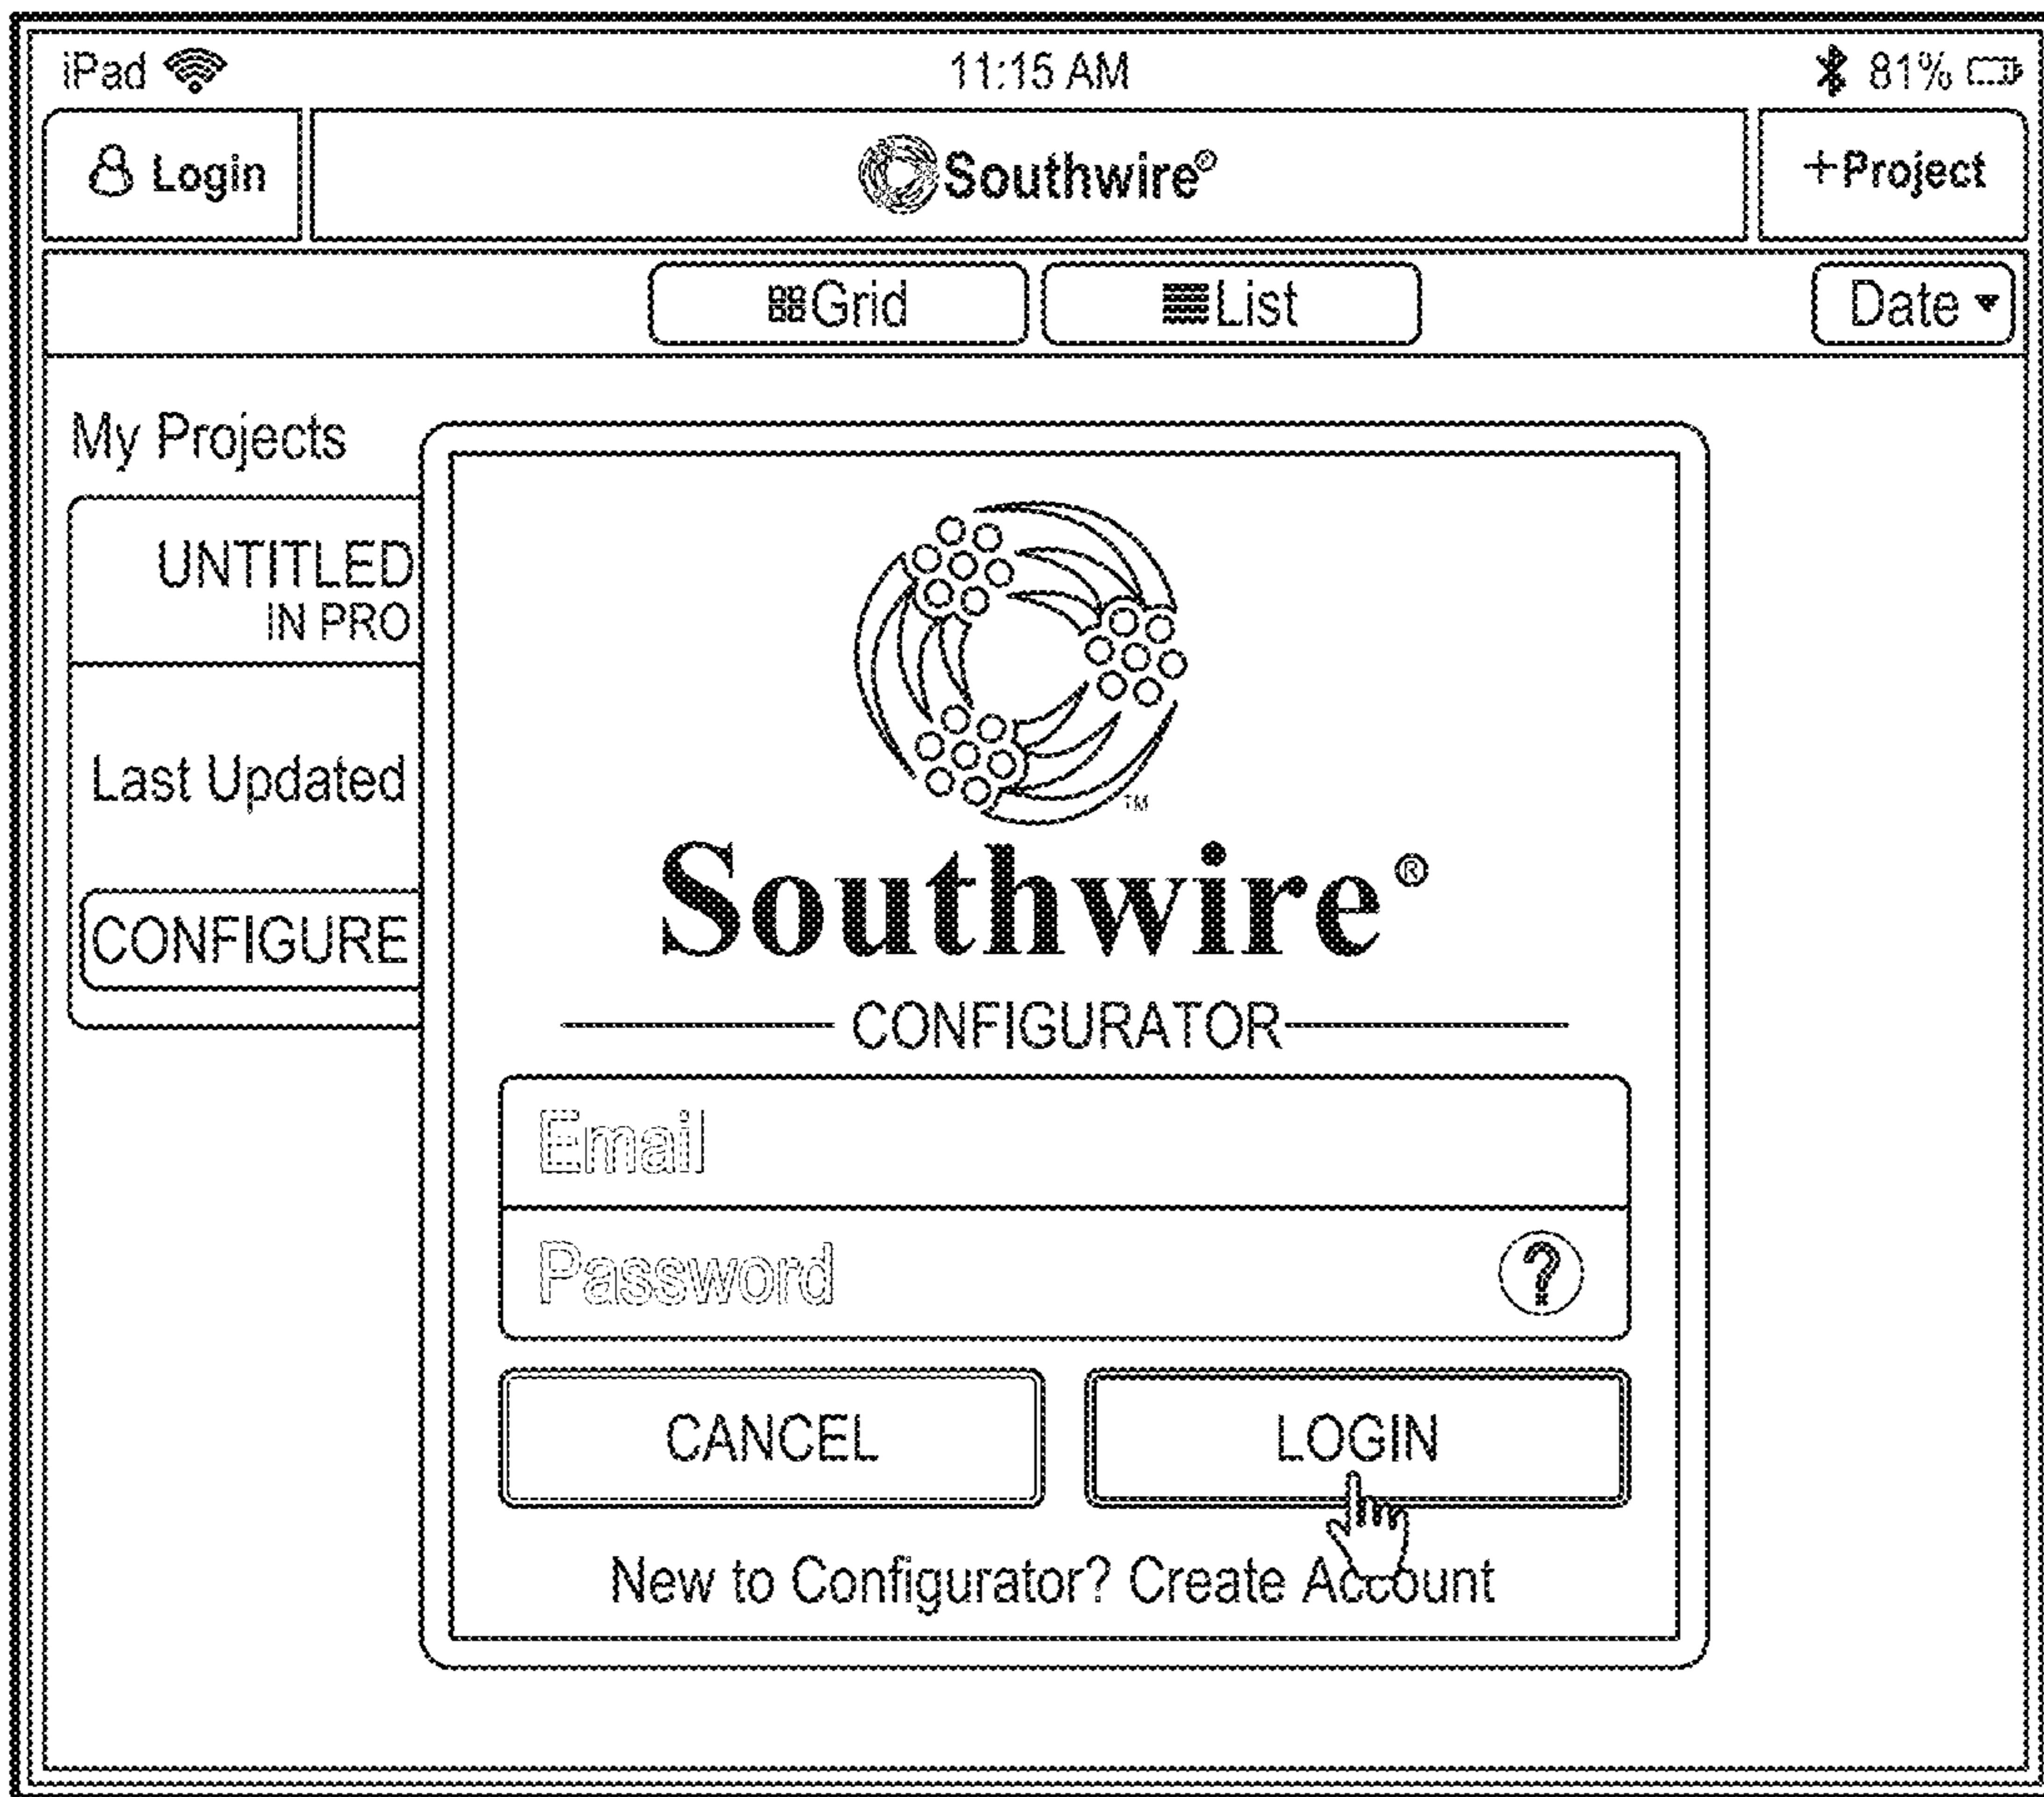 iPad 11:15 AM 81%
Login Southwire® +Project
Grid List Date
My Projects
UNTITLED
IN PRO
Last Updated
CONFIGURE
TM
Southwire®
CONFIGURATOR
Email
Password ?
CANCEL LOGIN
New to Configurator? Create Account